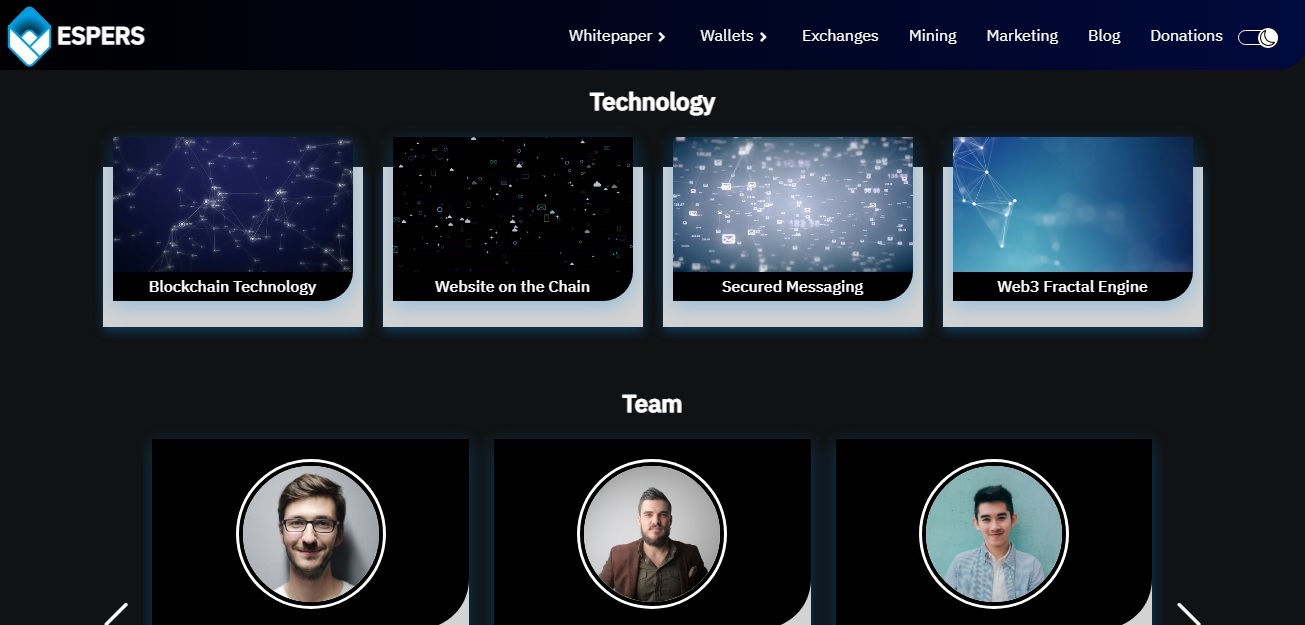 ESPERS
Whitepaper
Wallets
Exchanges
Mining
Marketing
Blog
Donations
Technology
Blockchain Technology
Website on the Chain
Secured Messaging
Web3 Fractal Engine
Team